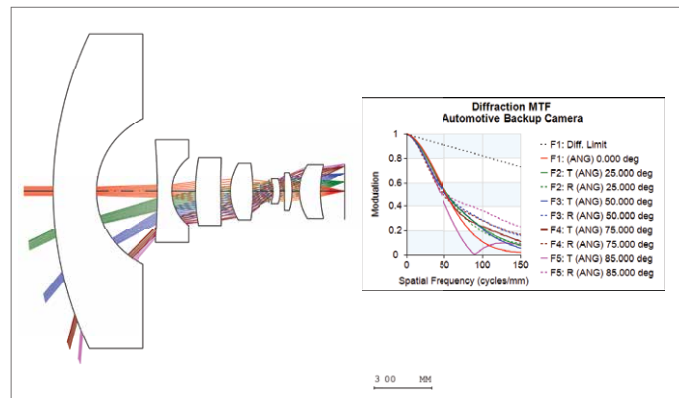 Diffraction MTF
Automotive Backup Camera
Moduation
1
0.8
0.6
0.4
0.2
0
0
50
100
150
Spatial Frequency (cycles/mm)
F1: Diff. Limit
F1: (ANG) 0.000 deg
F2: T (ANG) 25.000 deg
F2: R (ANG) 25.000 deg
F3: T (ANG) 50.000 deg
F3: R (ANG) 50.000 deg
F4: T (ANG) 75.000 deg
F4: R (ANG) 75.000 deg
F5: T (ANG) 85.000 deg
F5: R (ANG) 85.000 deg
3 00 MM